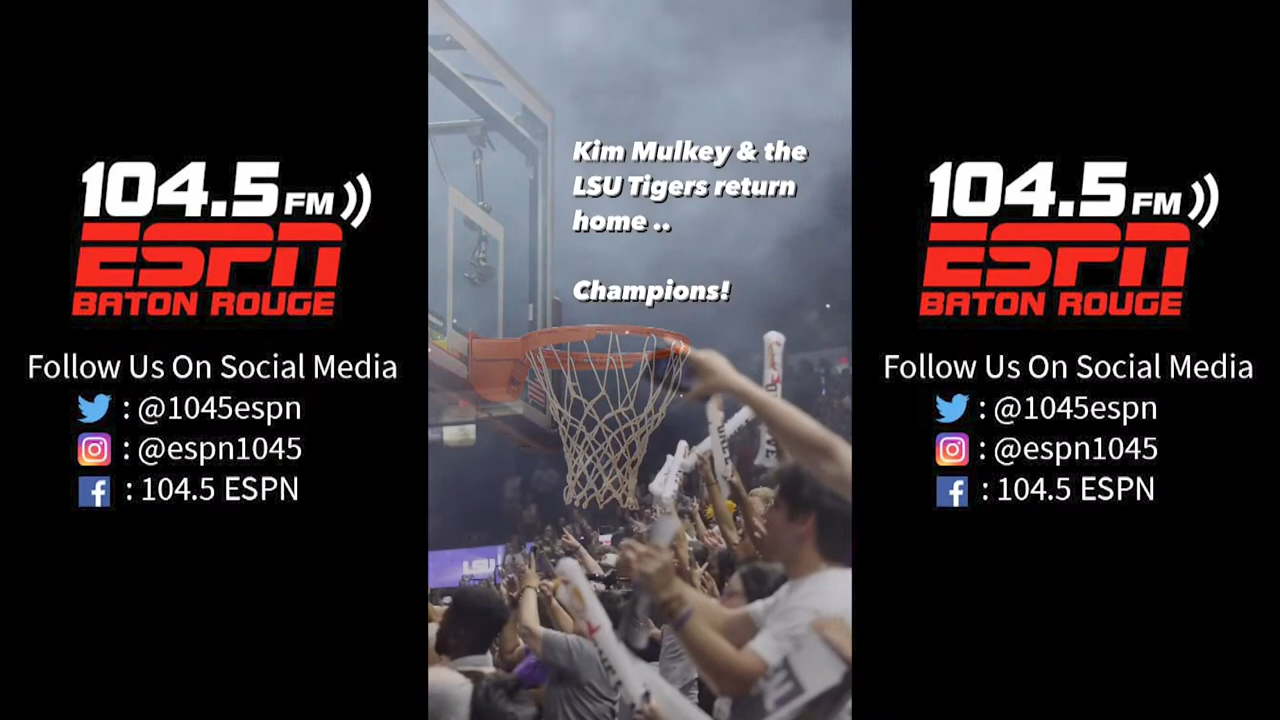 104.5 FM
ESPN
BATON ROUGE
Follow Us On Social Media
: @1045espn
: @espn1045
: 104.5 ESPN
Kim Mulkey & the
LSU Tigers return
home ..
Champions!
LSU
104.5 FM
ESPN
BATON ROUGE
Follow Us On Social Media
: @1045espn
: @espn1045
: 104.5 ESPN